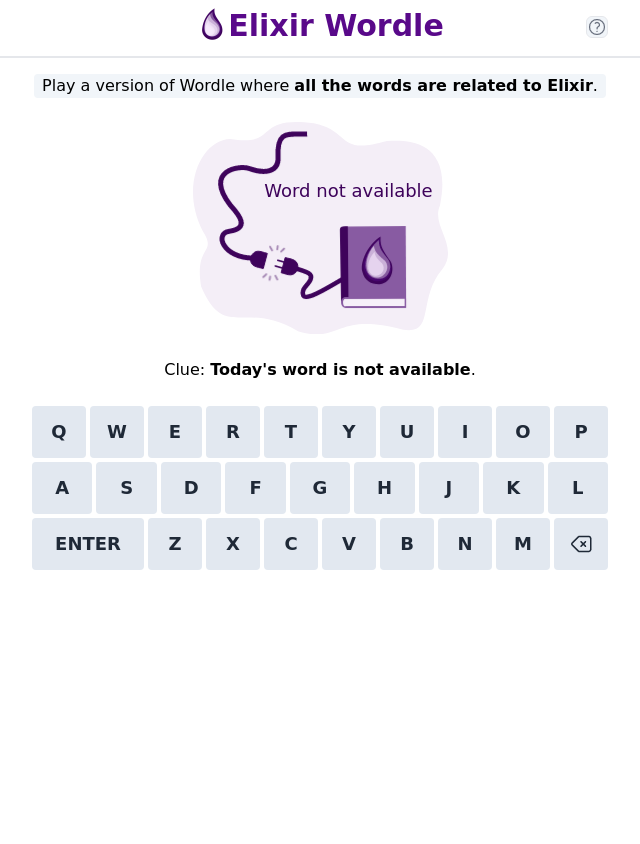 Elixir Wordle
Play a version of Wordle where all the words are related to Elixir.
Word not available
Clue: Today's word is not available.
Q W E R T Y U I O P
A S D F G H J K L
ENTER Z X C V B N M